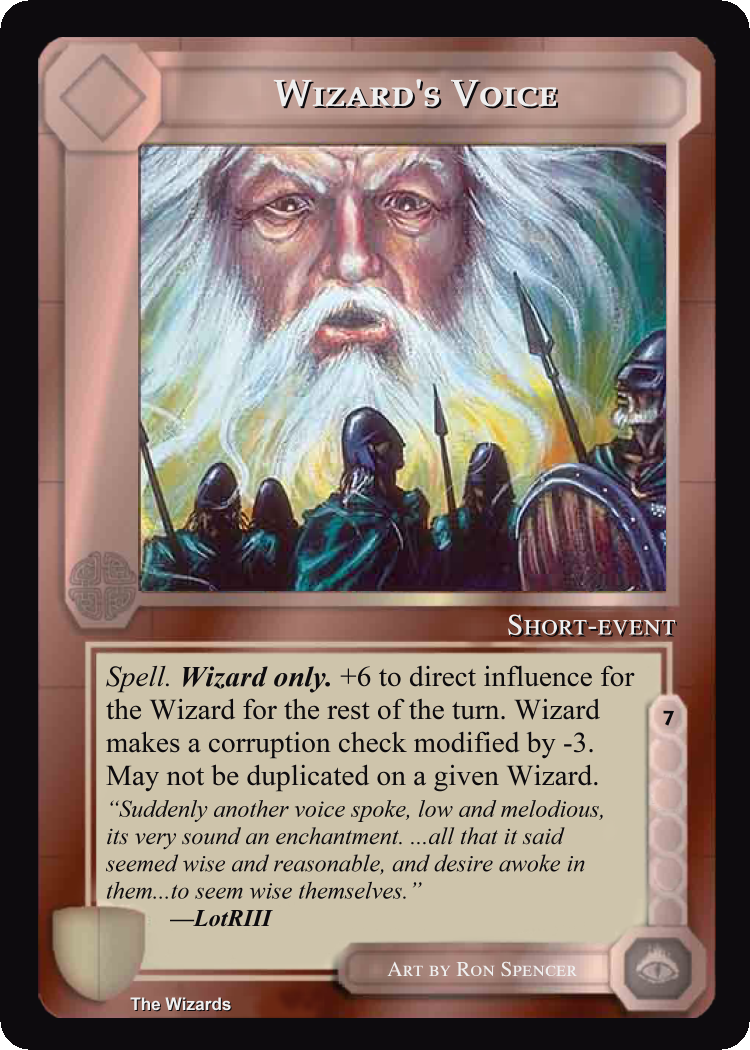 Wizard's Voice
Short-event
Spell. Wizard only. +6 to direct influence for
the Wizard for the rest of the turn. Wizard
makes a corruption check modified by -3.
May not be duplicated on a given Wizard.
“Suddenly another voice spoke, low and melodious,
its very sound an enchantment. ...all that it said
seemed wise and reasonable, and desire awoke in
them...to seem wise themselves.”
—LotRIII
7
Art by Ron Spencer
The Wizards